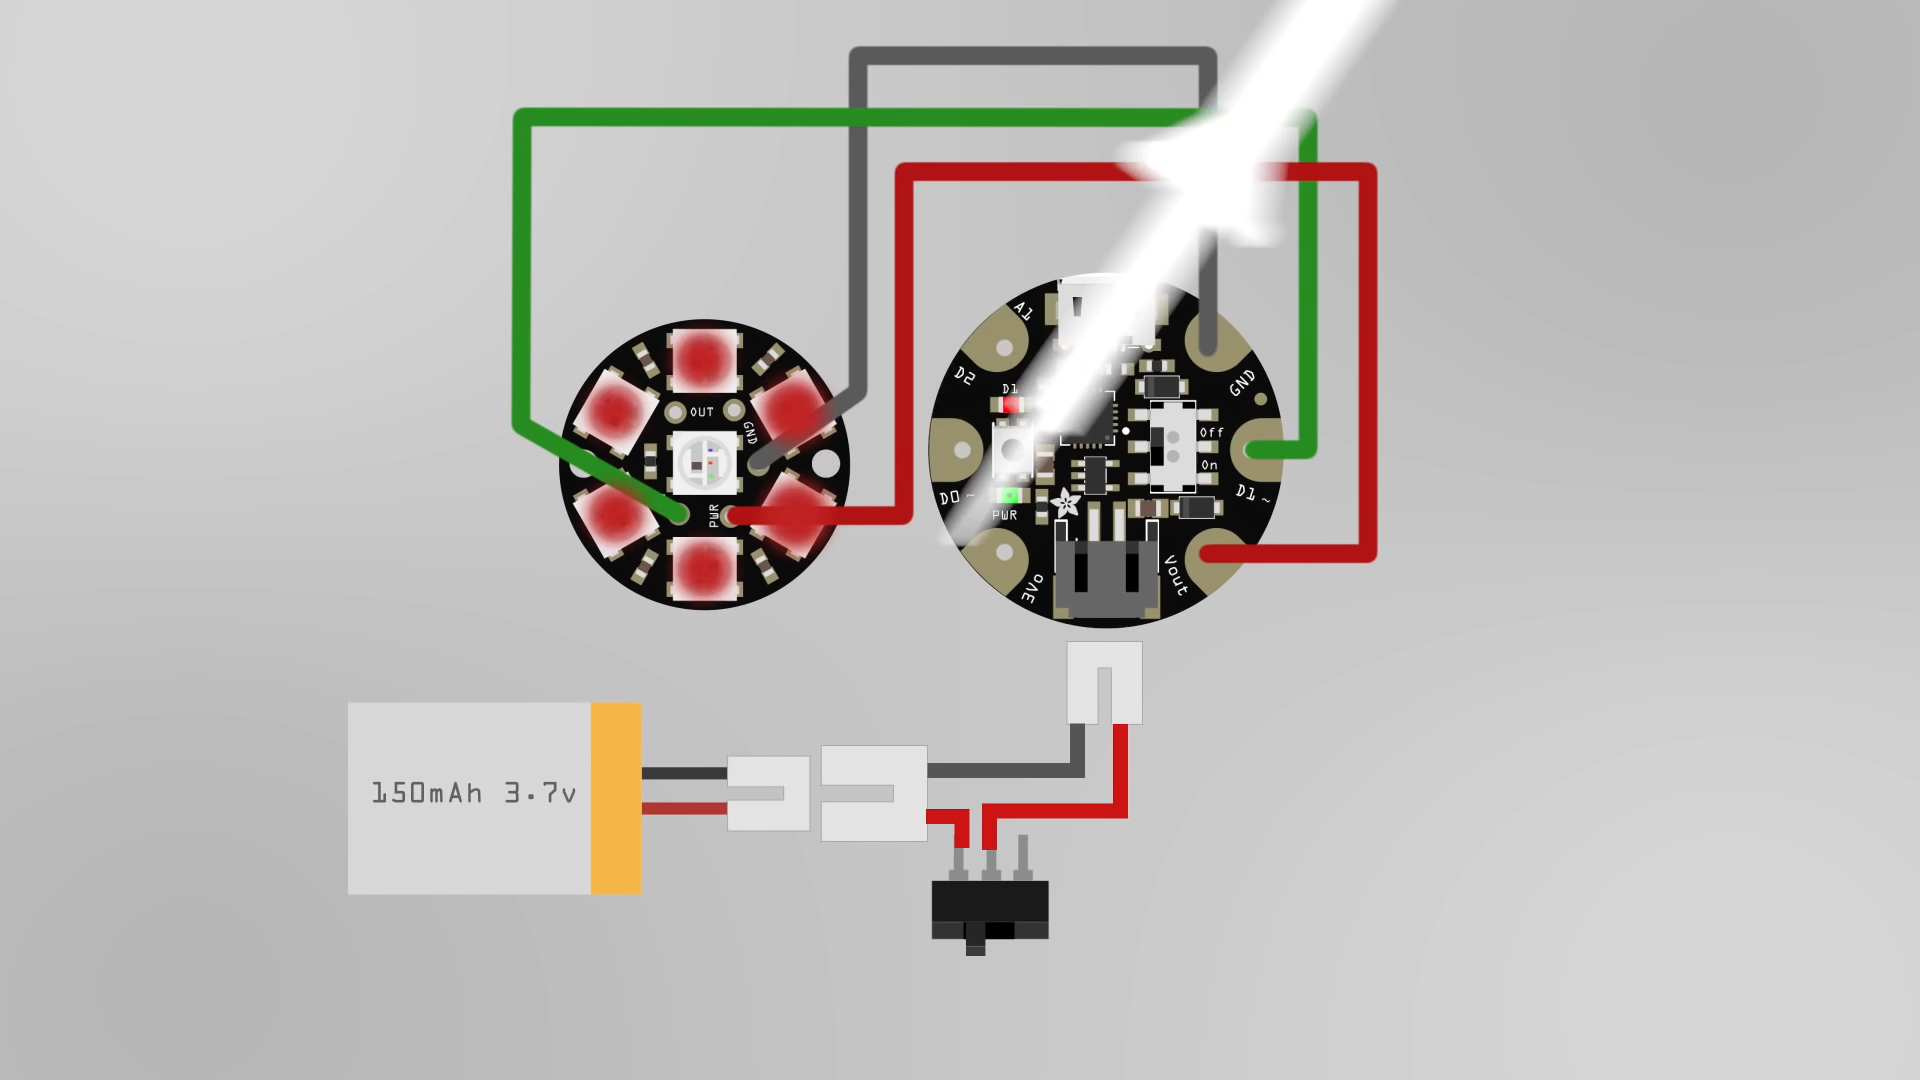 A1
D2
D1
OUT
GND
GND
Off
On
D0 ~
D1 ~
PWR
PWR
3Vo
Vout
150mAh 3.7v